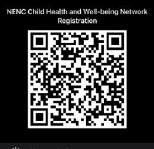 NENC Child Health and Well-being Network
Registration